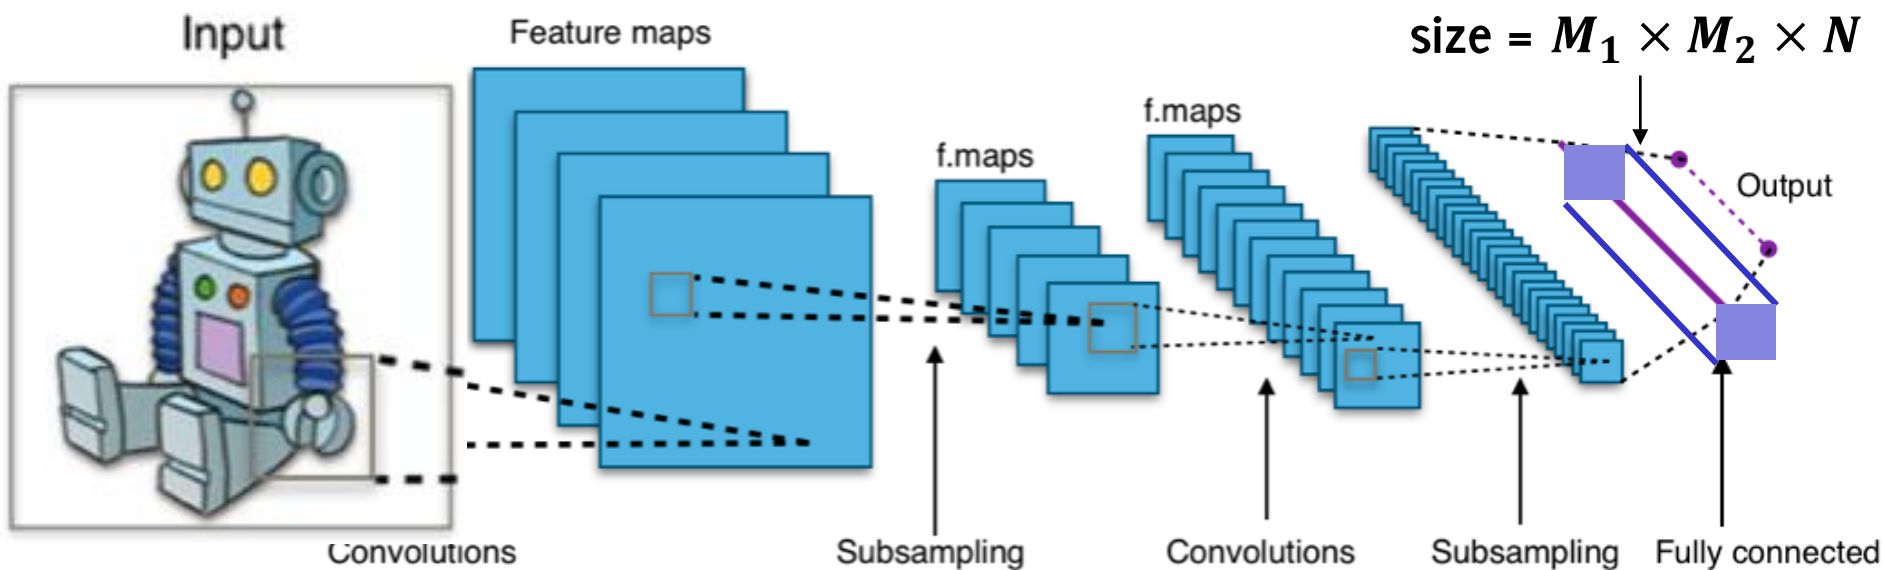 Input
Feature maps
f.maps
f.maps
size = M₁ × M₂ × N
Output
Convolutions
Subsampling
Convolutions
Subsampling
Fully connected